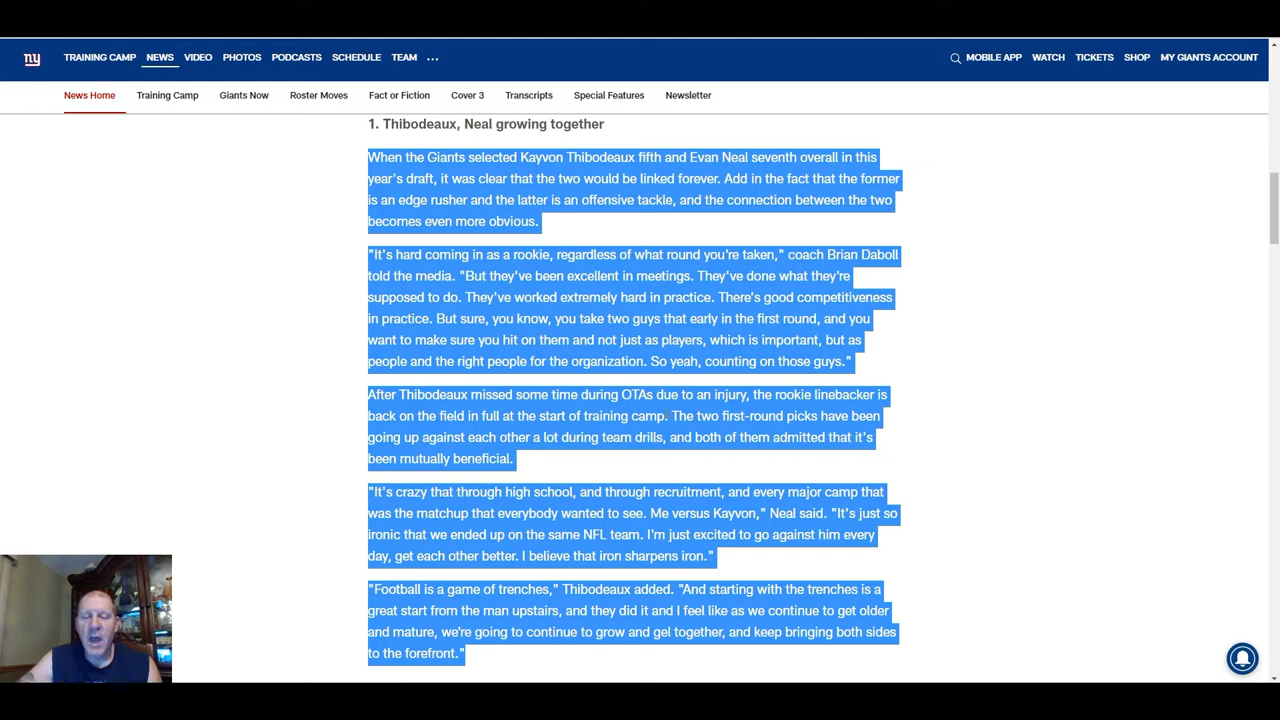 ny
TRAINING CAMP NEWS VIDEO PHOTOS PODCASTS SCHEDULE TEAM ... MOBILE APP WATCH TICKETS SHOP MY GIANTS ACCOUNT
News Home Training Camp Giants Now Roster Moves Fact or Fiction Cover 3 Transcripts Special Features Newsletter
1. Thibodeaux, Neal growing together
When the Giants selected Kayvon Thibodeaux fifth and Evan Neal seventh overall in this
year's draft, it was clear that the two would be linked forever. Add in the fact that the former
is an edge rusher and the latter is an offensive tackle, and the connection between the two
becomes even more obvious.
"It's hard coming in as a rookie, regardless of what round you're taken," coach Brian Daboll
told the media. "But they've been excellent in meetings. They've done what they're
supposed to do. They've worked extremely hard in practice. There's good competitiveness
in practice. But sure, you know, you take two guys that early in the first round, and you
want to make sure you hit on them and not just as players, which is important, but as
people and the right people for the organization. So yeah, counting on those guys."
After Thibodeaux missed some time during OTAs due to an injury, the rookie linebacker is
back on the field in full at the start of training camp. The two first-round picks have been
going up against each other a lot during team drills, and both of them admitted that it's
been mutually beneficial.
"It's crazy that through high school, and through recruitment, and every major camp that
was the matchup that everybody wanted to see. Me versus Kayvon," Neal said. "It's just so
ironic that we ended up on the same NFL team. I'm just excited to go against him every
day, get each other better. I believe that iron sharpens iron."
"Football is a game of trenches," Thibodeaux added. "And starting with the trenches is a
great start from the man upstairs, and they did it and I feel like as we continue to get older
and mature, we're going to continue to grow and gel together, and keep bringing both sides
to the forefront."